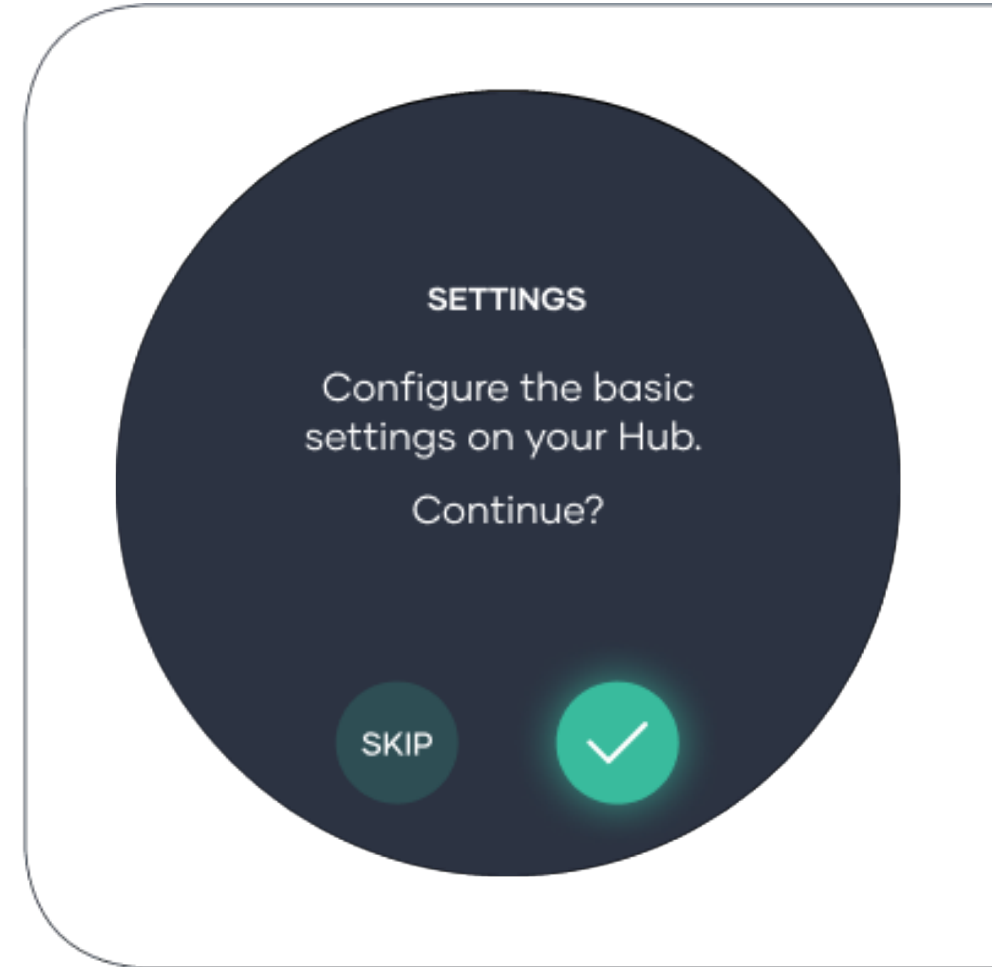 SETTINGS
Configure the basic
settings on your Hub.
Continue?
SKIP